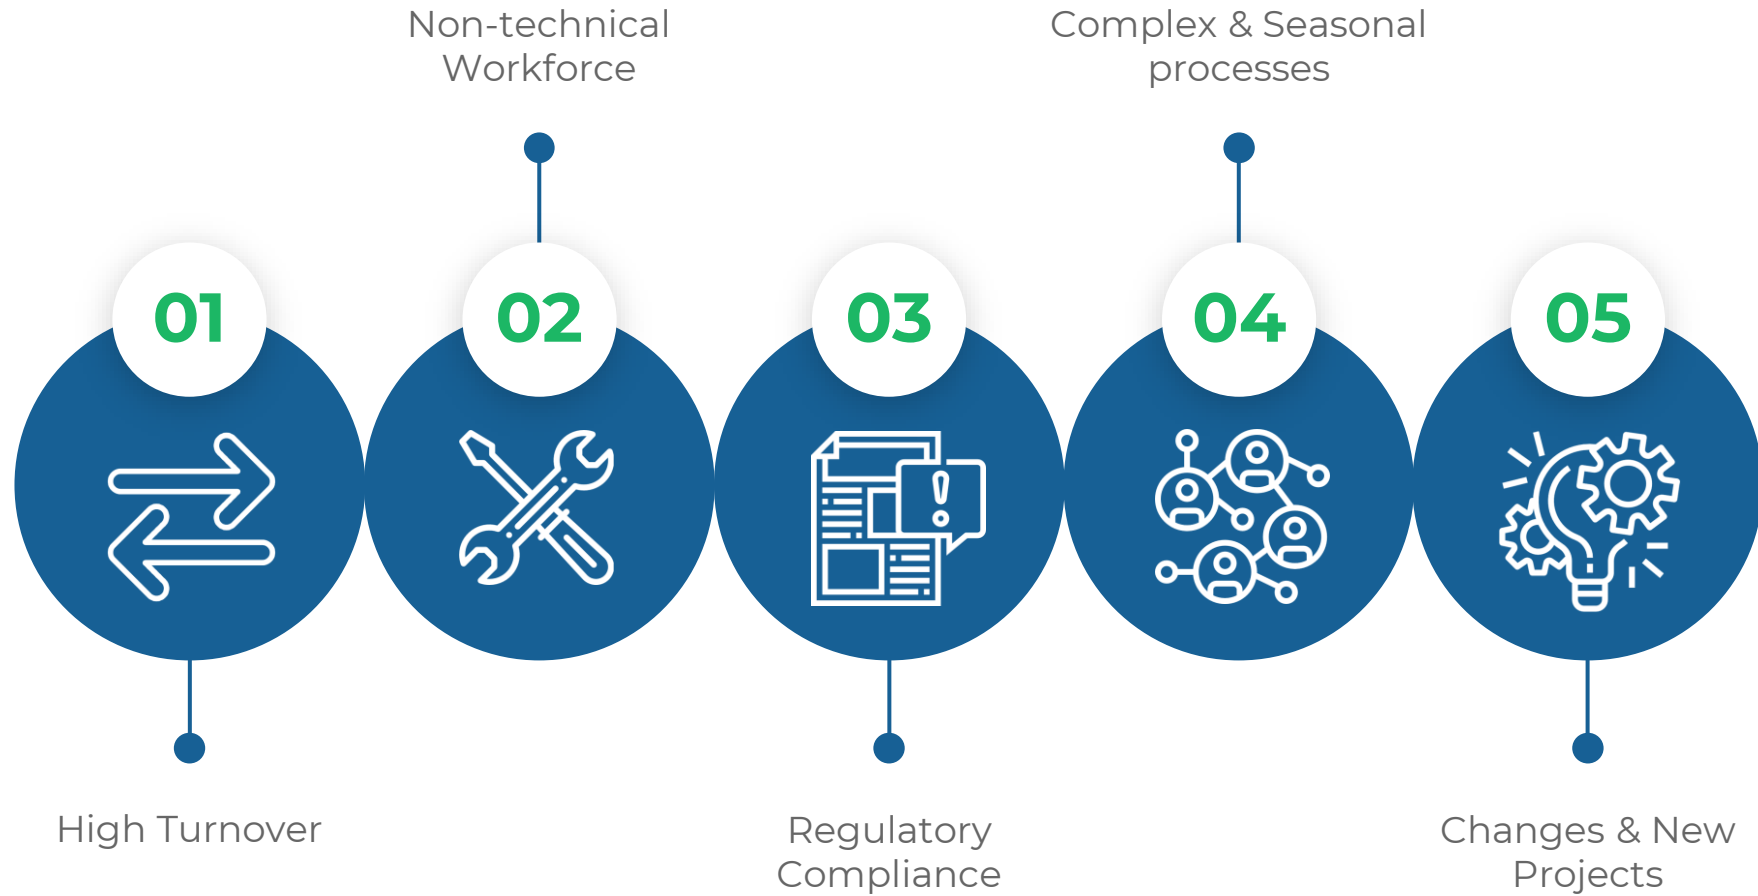 Non-technical
Workforce
Complex & Seasonal
processes
01
02
03
04
05
High Turnover
Regulatory
Compliance
Changes & New
Projects